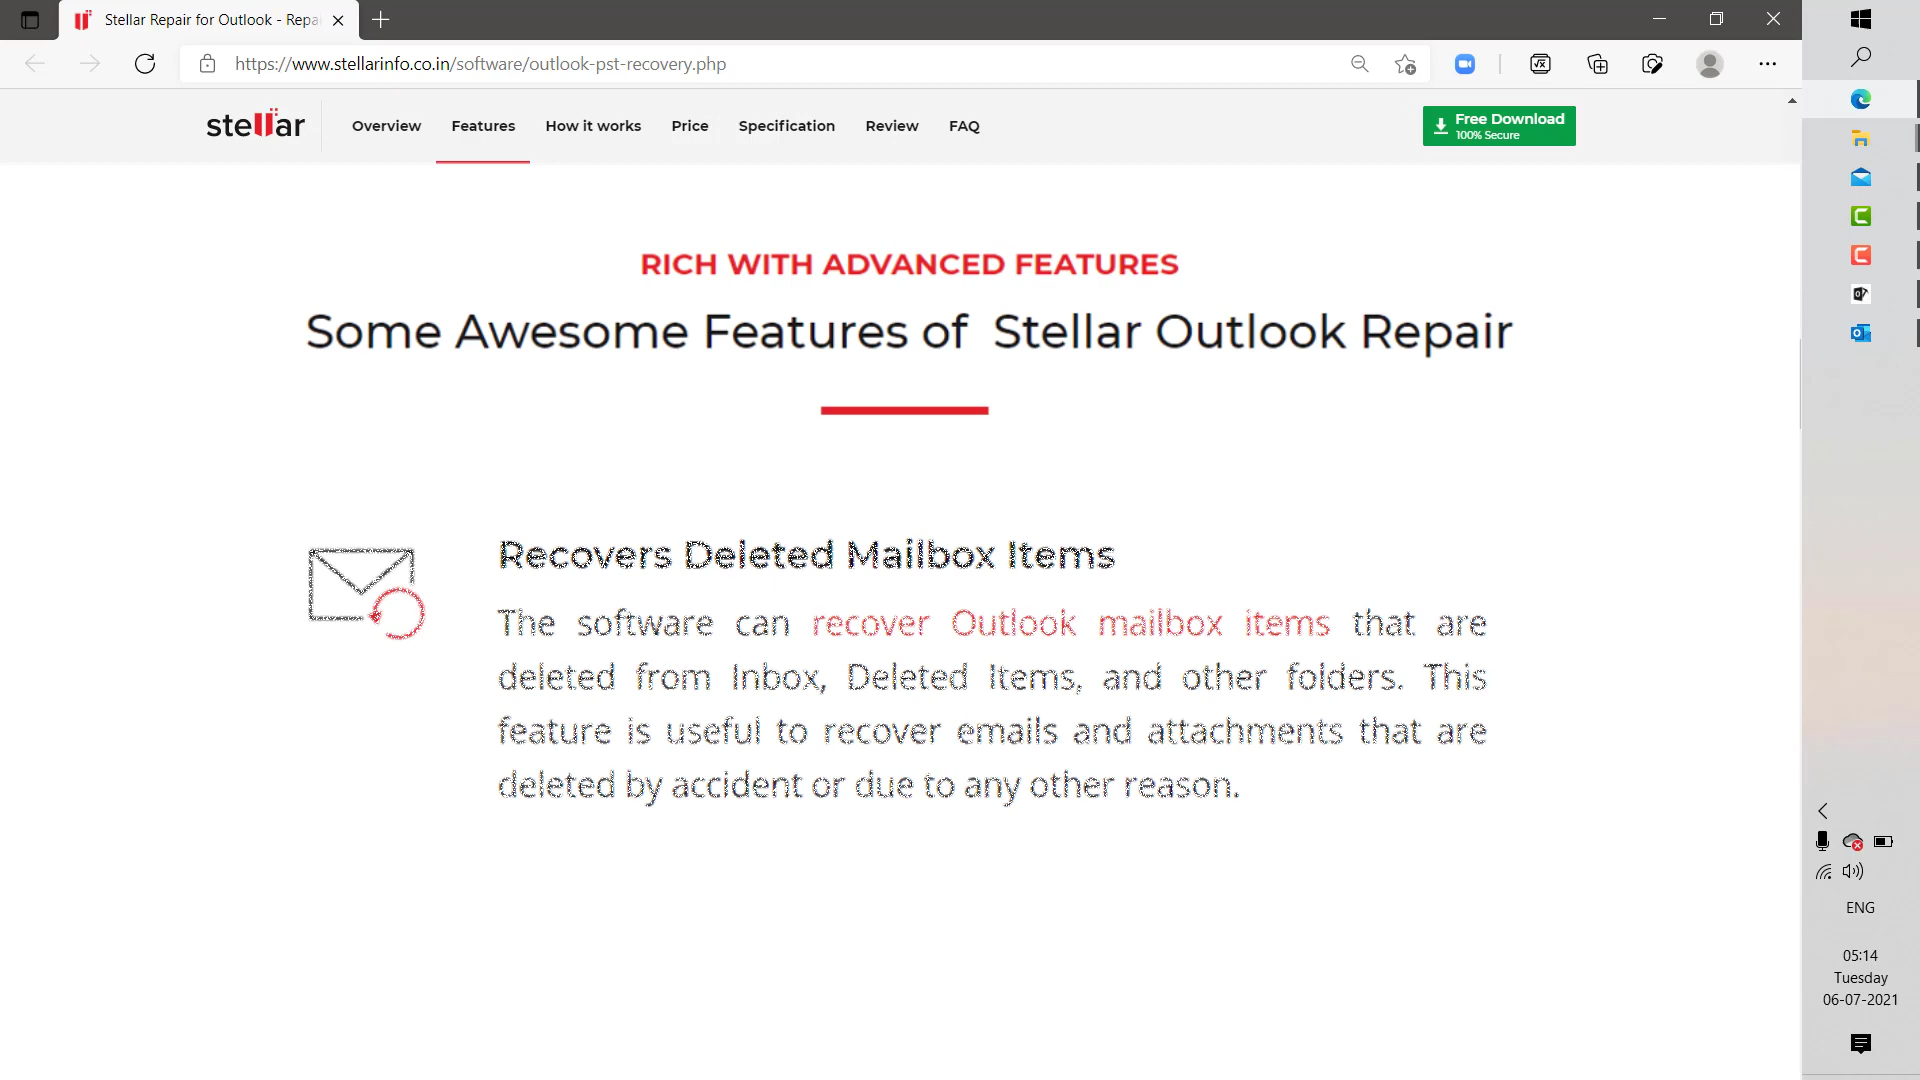 Stellar Repair for Outlook - Repa
https://www.stellarinfo.co.in/software/outlook-pst-recovery.php
stellar
Overview
Features
How it works
Price
Specification
Review
FAQ
Free Download
100% Secure
RICH WITH ADVANCED FEATURES
Some Awesome Features of Stellar Outlook Repair
Recovers Deleted Mailbox Items
The software can recover Outlook mailbox items that are
deleted from Inbox, Deleted Items, and other folders. This
feature is useful to recover emails and attachments that are
deleted by accident or due to any other reason.
ENG
05:14
Tuesday
06-07-2021